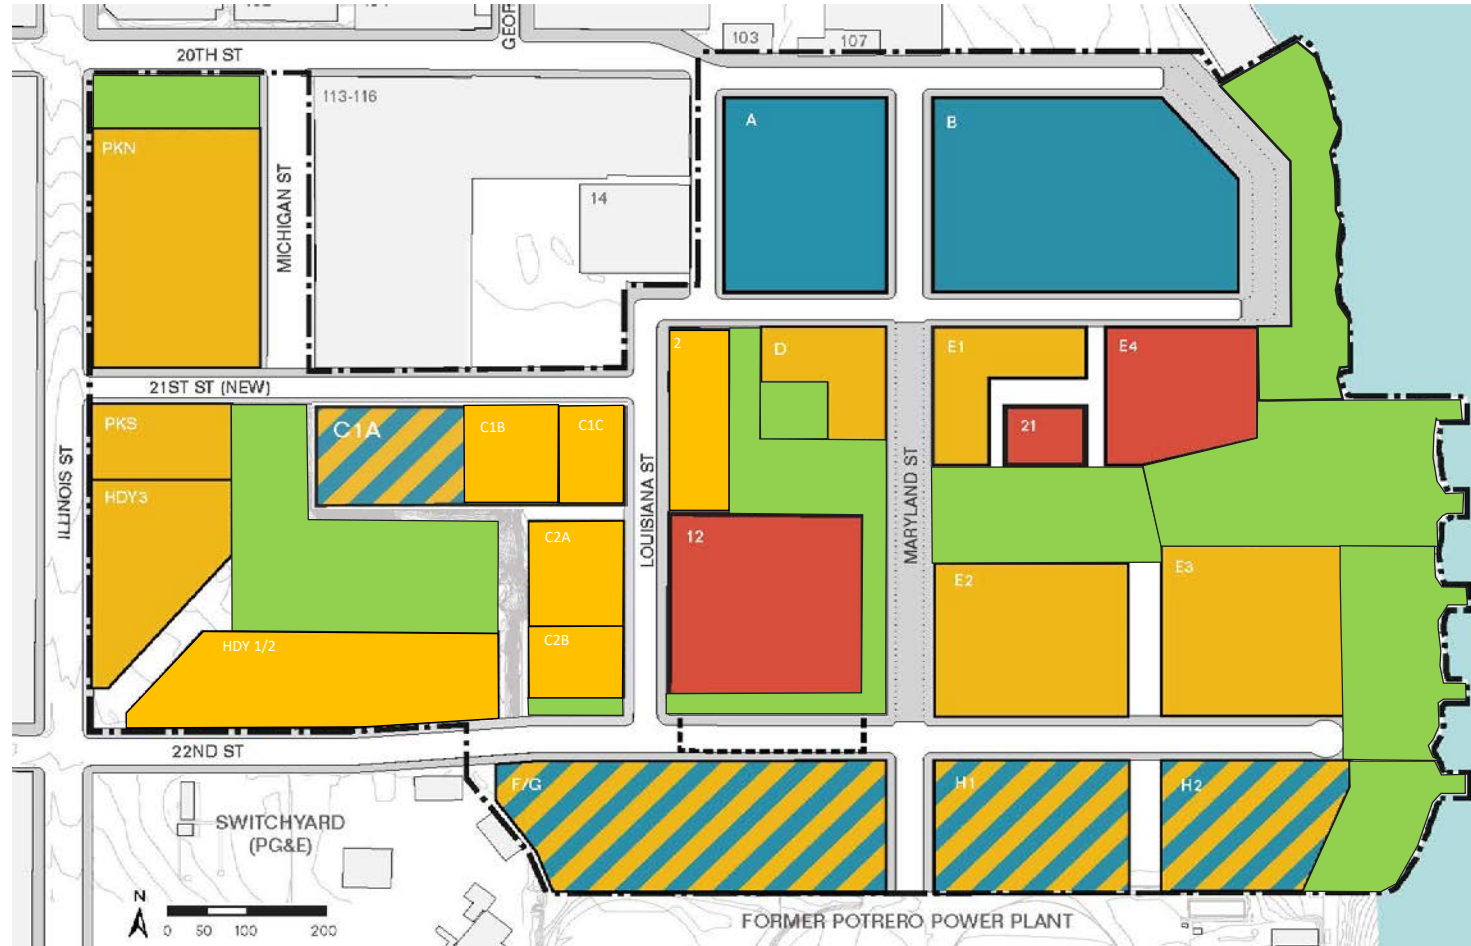 GEOR
103
107
20TH ST
113-116
A
B
PKN
MICHIGAN ST
14
2
D
E1
E4
21ST ST (NEW)
PKS
C1A
C1B
C1C
21
ILLINOIS ST
HDY3
LOUISIANA ST
MARYLAND ST
C2A
12
E2
E3
C2B
HDY 1/2
22ND ST
F/G
H1
H2
SWITCHYARD
(PG&E)
N
0 50 100 200
FORMER POTRERO POWER PLANT